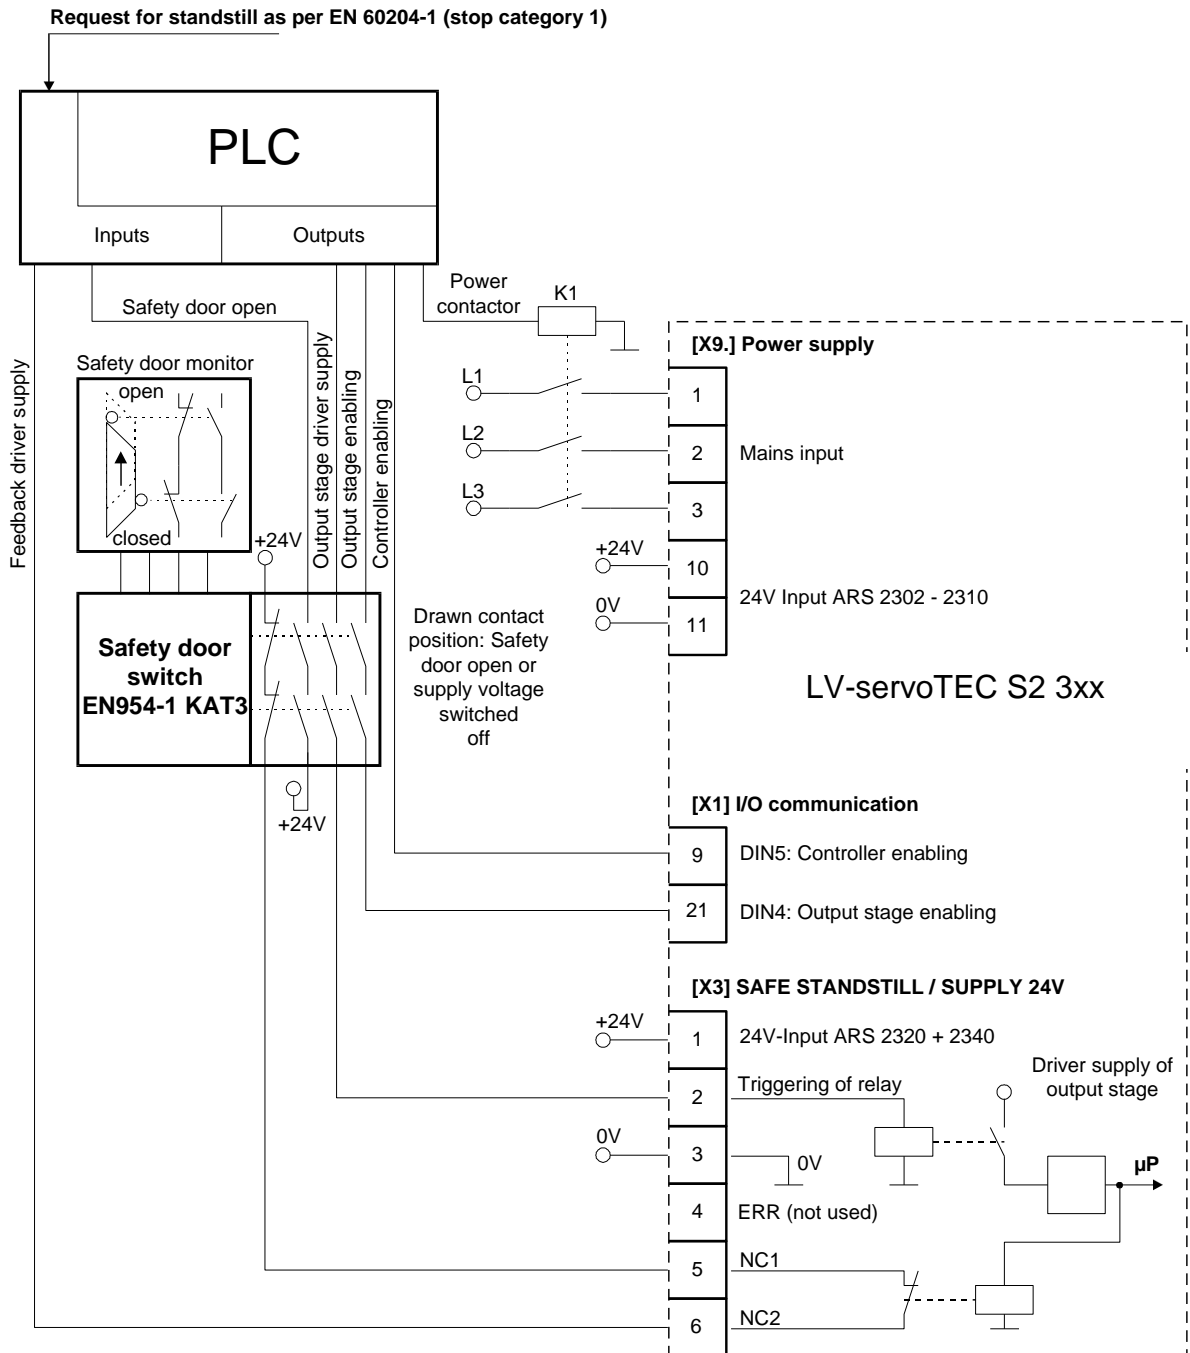 Request for standstill as per EN 60204-1 (stop category 1)
PLC
Inputs
Outputs
Power
contactor
K1
Safety door open
Safety door monitor
open
closed
Feedback driver supply
Output stage driver supply
Output stage enabling
Controller enabling
L1
L2
L3
[X9.] Power supply
1
2
Mains input
3
+24V
10
24V Input ARS 2302 - 2310
0V
11
+24V
Safety door
switch
EN954-1 KAT3
+24V
Drawn contact
position: Safety
door open or
supply voltage
switched
off
LV-servoTEC S2 3xx
[X1] I/O communication
9
DIN5: Controller enabling
21
DIN4: Output stage enabling
[X3] SAFE STANDSTILL / SUPPLY 24V
+24V
1
24V-Input ARS 2320 + 2340
Driver supply of
output stage
2
Triggering of relay
0V
3
0V
µP
4
ERR (not used)
5
NC1
6
NC2